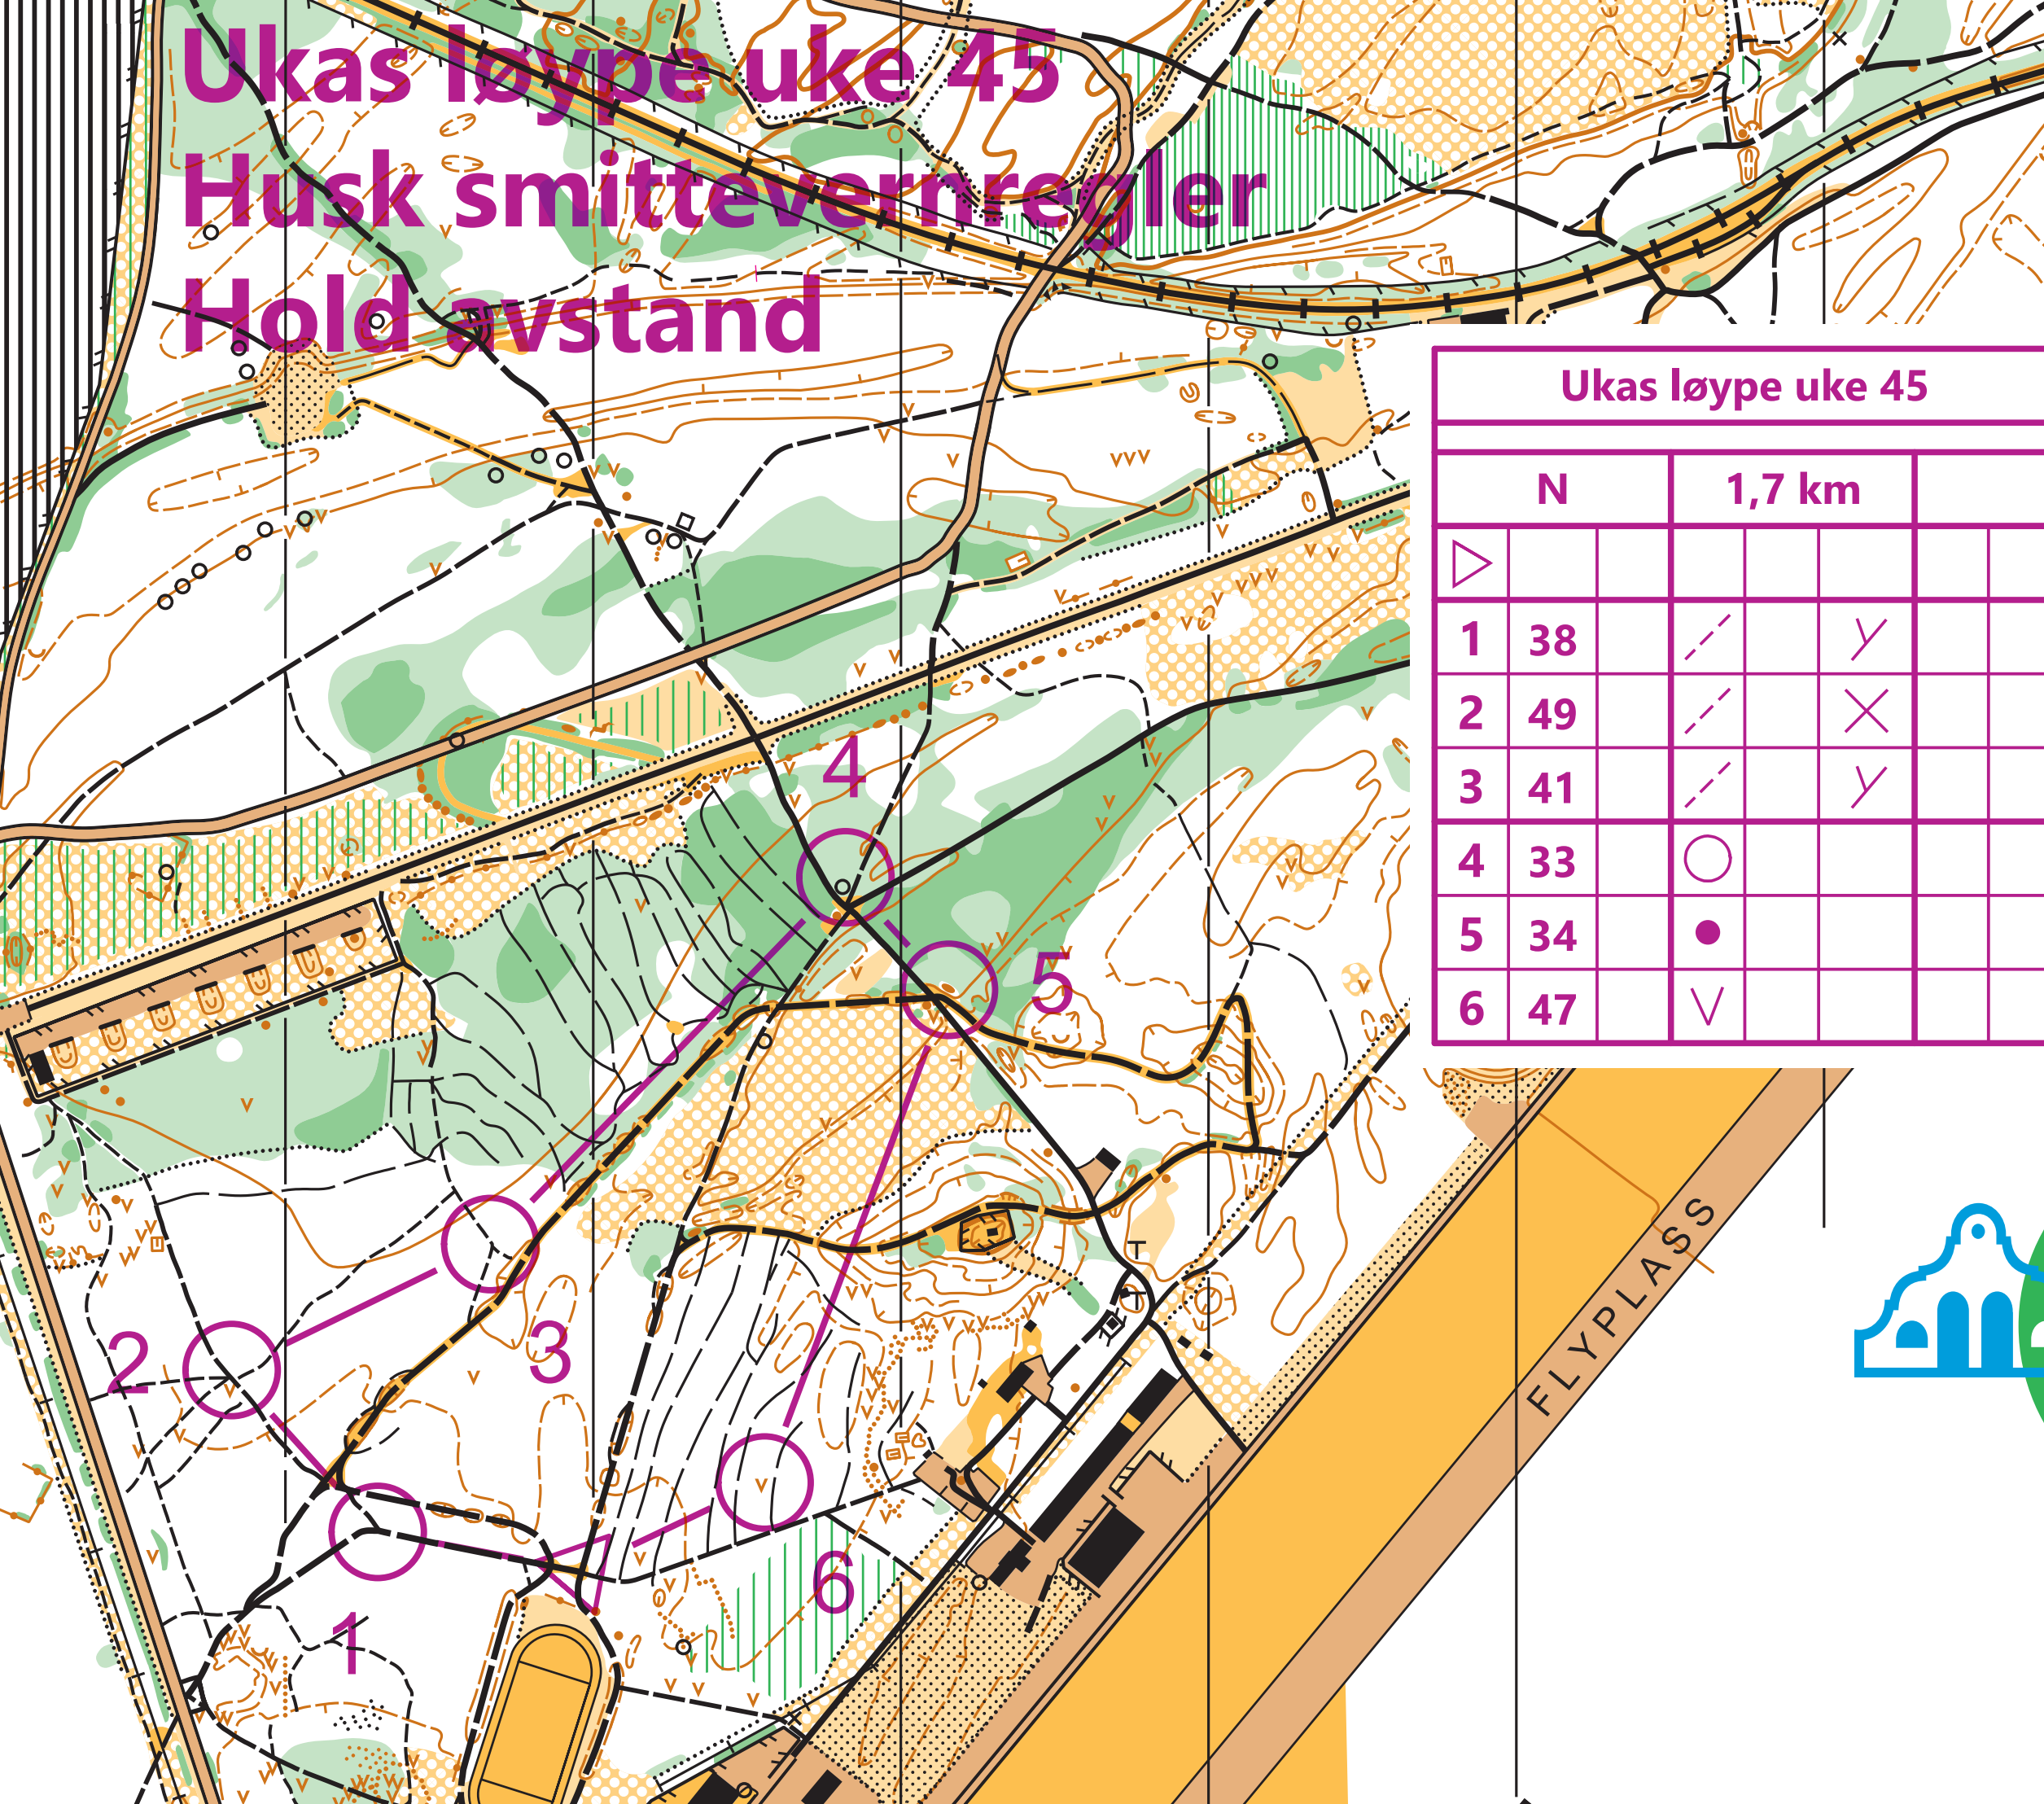 Ukas løype uke 45
Husk smittevernregler
Hold avstand
Ukas løype uke 45
N 1,7 km
1 38
2 49
3 41
4 33
5 34
6 47
4
5
3
2
6
1
FLYPLASS